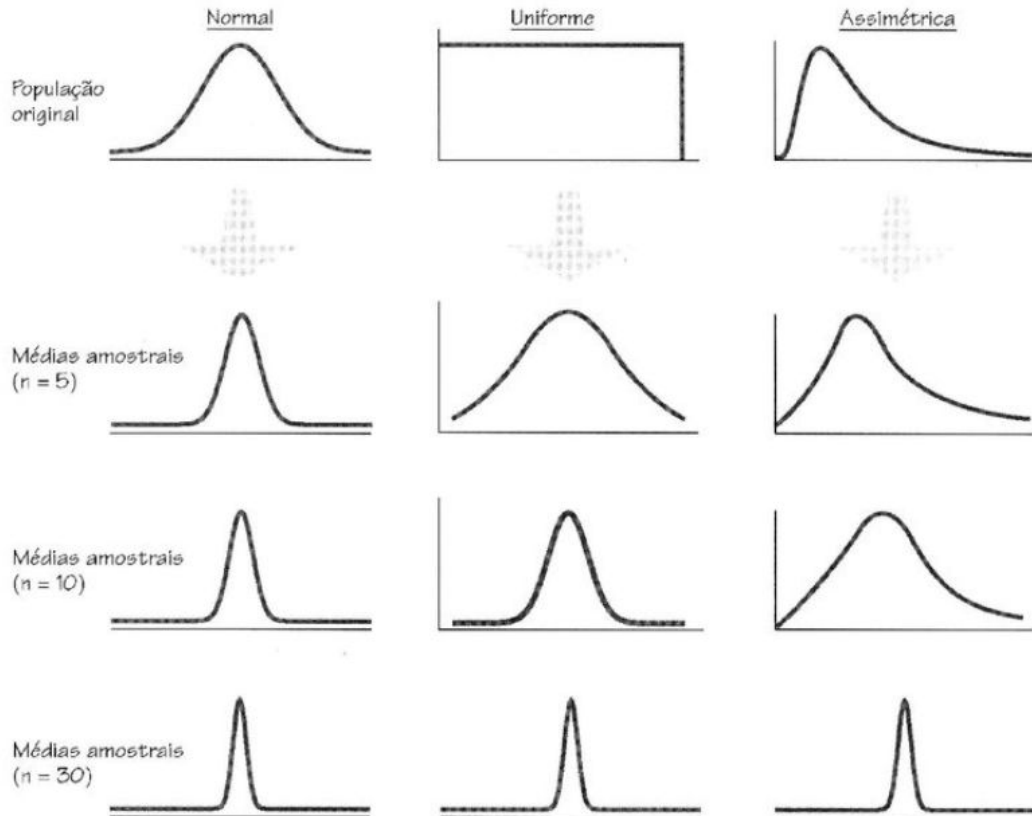 Normal
Uniforme
Assimétrica
População
original
Médias amostrais
(n = 5)
Médias amostrais
(n = 10)
Médias amostrais
(n = 30)